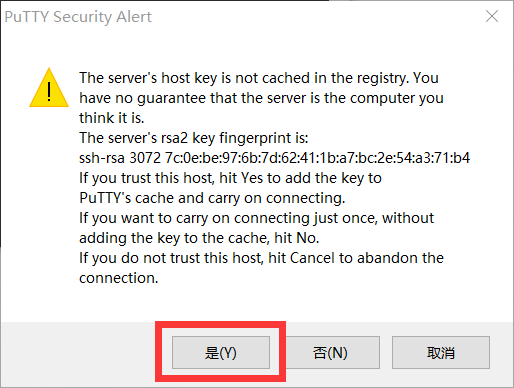 PuTTY Security Alert
The server's host key is not cached in the registry. You
have no guarantee that the server is the computer you
think it is.
The server's rsa2 key fingerprint is:
ssh-rsa 3072 7c:0e:be:97:6b:7d:62:41:1b:a7:bc:2e:54:a3:71:b4
If you trust this host, hit Yes to add the key to
PuTTY's cache and carry on connecting.
If you want to carry on connecting just once, without
adding the key to the cache, hit No.
If you do not trust this host, hit Cancel to abandon the
connection.
是(Y) 否(N) 取消